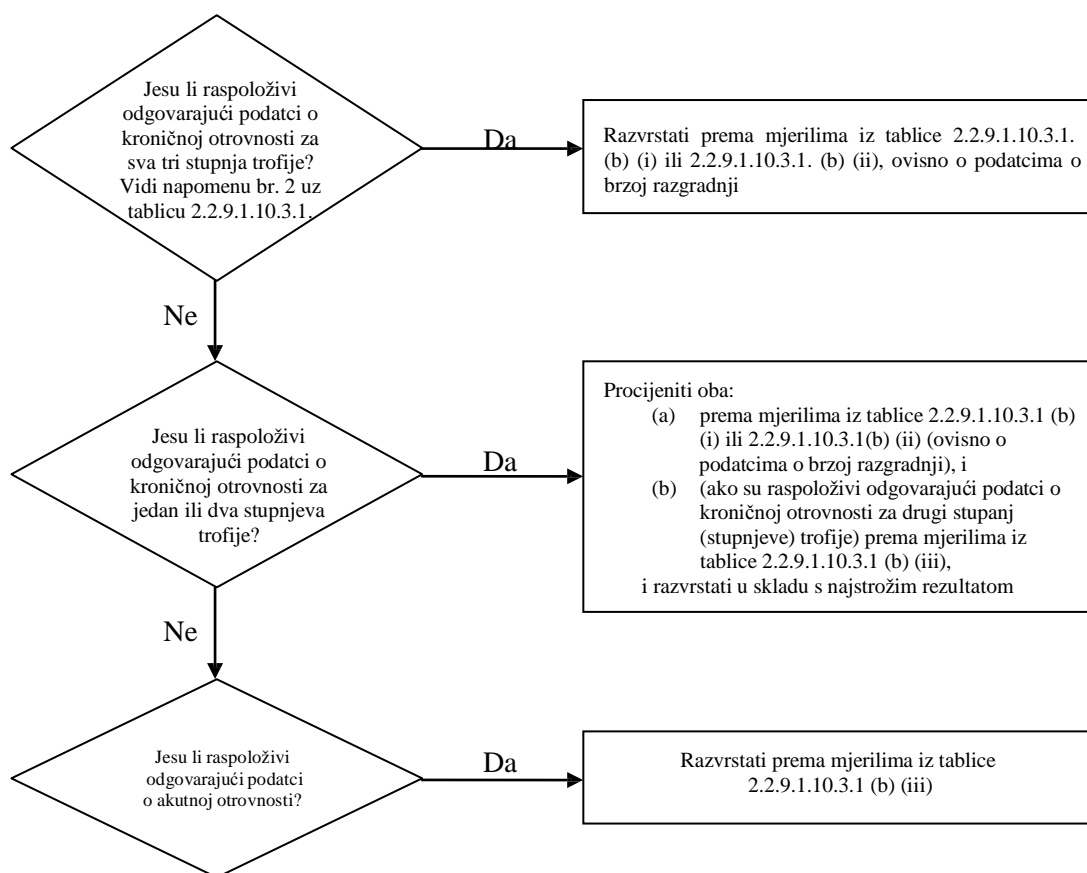 Jesu li raspoloživi
odgovarajući podatci o
kroničnoj otrovnosti za
sva tri stupnja trofije?
Vidi napomenu br. 2 uz
tablicu 2.2.9.1.10.3.1.
Da
Razvrstati prema mjerilima iz tablice 2.2.9.1.10.3.1.
(b) (i) ili 2.2.9.1.10.3.1. (b) (ii), ovisno o podatcima o
brzoj razgradnji
Ne
Jesu li raspoloživi
odgovarajući podatci o
kroničnoj otrovnosti za
jedan ili dva stupnjeva
trofije?
Da
Procijeniti oba:
(a) prema mjerilima iz tablice 2.2.9.1.10.3.1 (b)
(i) ili 2.2.9.1.10.3.1(b) (ii) (ovisno o
podatcima o brzoj razgradnji), i
(b) (ako su raspoloživi odgovarajući podatci o
kroničnoj otrovnosti za drugi stupanj
(stupnjeve) trofije) prema mjerilima iz
tablice 2.2.9.1.10.3.1 (b) (iii),
i razvrstati u skladu s najstrožim rezultatom
Ne
Jesu li raspoloživi
odgovarajući podatci
o akutnoj otrovnosti?
Da
Razvrstati prema mjerilima iz tablice
2.2.9.1.10.3.1 (b) (iii)